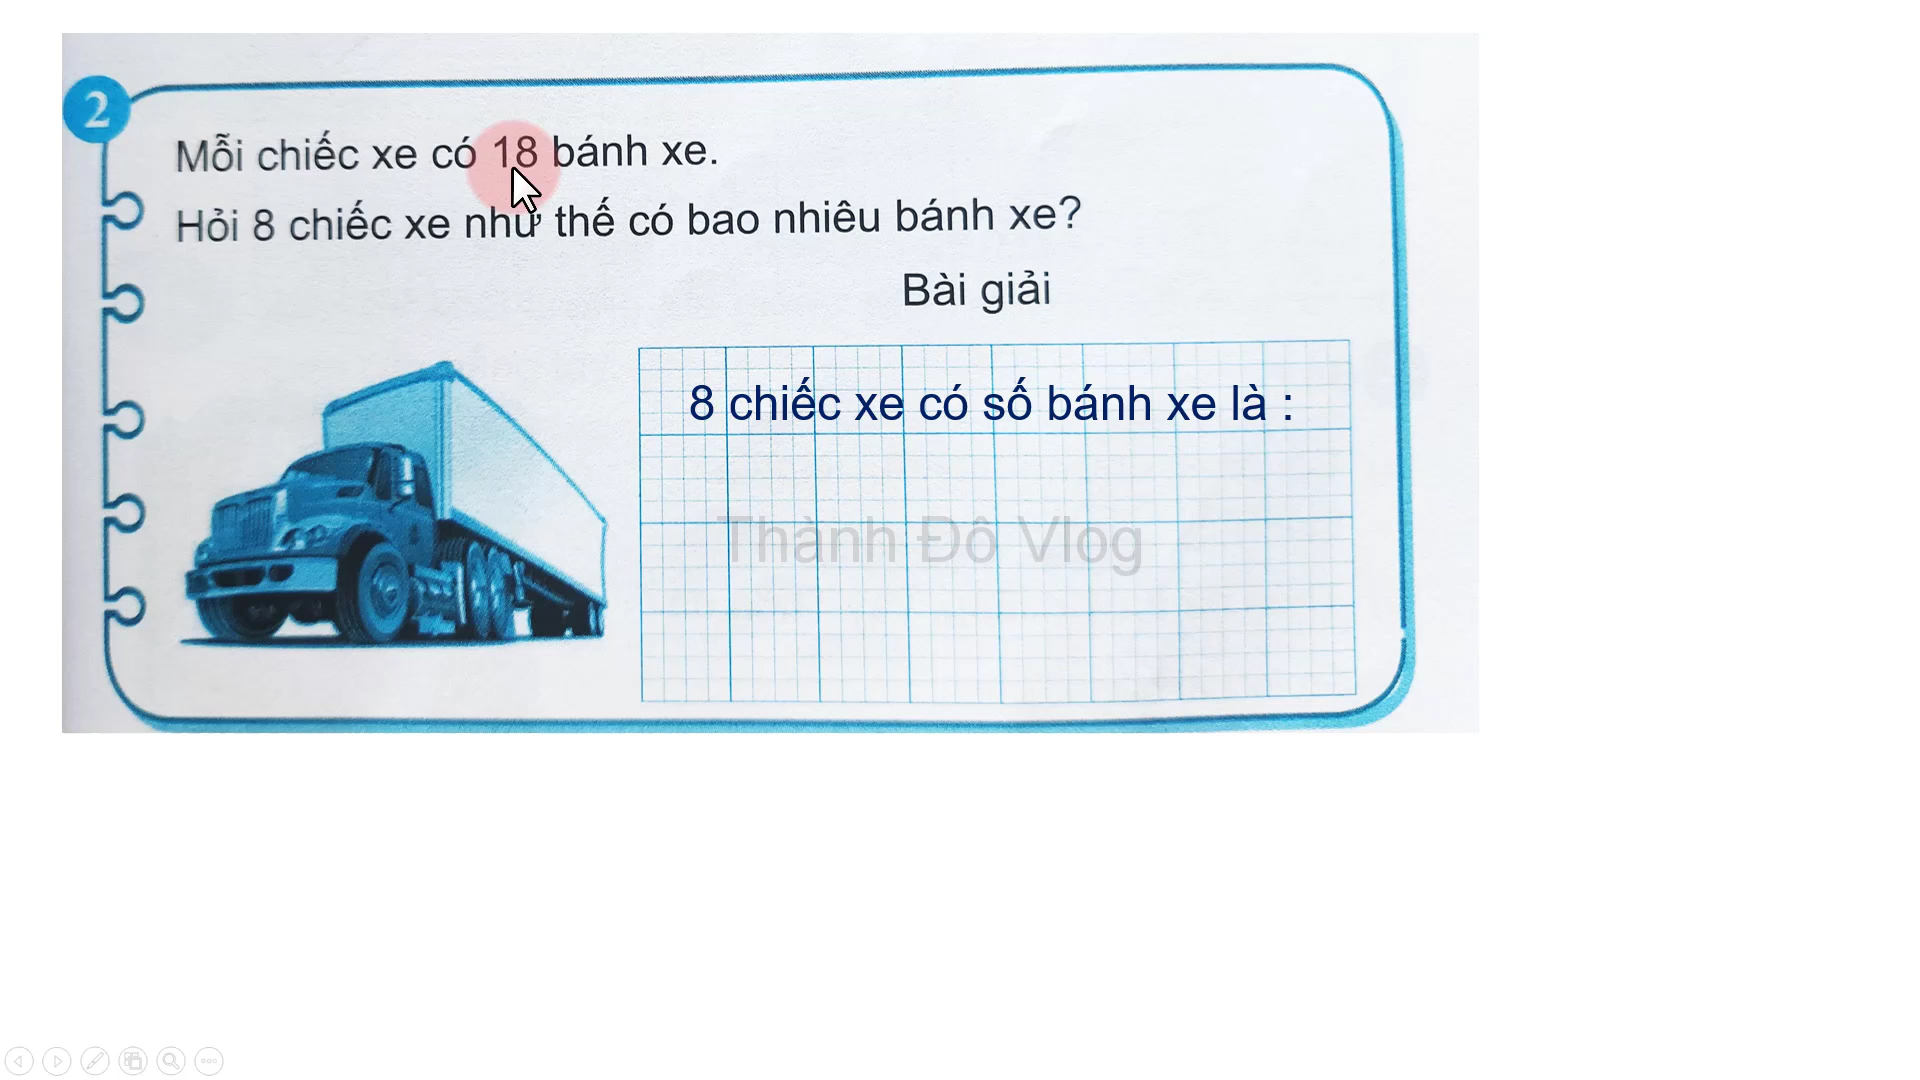 2
Mỗi chiếc xe có 18 bánh xe.
Hỏi 8 chiếc xe như thế có bao nhiêu bánh xe?
Bài giải
8 chiếc xe có số bánh xe là :
Thành Đô Vlog